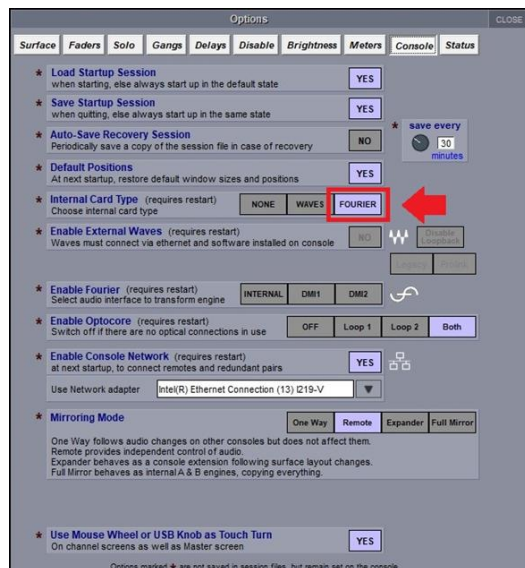 Options
CLOSE
Surface Faders Solo Gangs Delays Disable Brightness Meters Console Status
* Load Startup Session
when starting, else always start up in the default state
YES
* Save Startup Session
when quitting, else always start up in the same state
YES
* Auto-Save Recovery Session
Periodically save a copy of the session file in case of recovery
NO
* save every
30
minutes
* Default Positions
At next startup, restore default window sizes and positions
YES
* Internal Card Type (requires restart)
Choose internal card type
NONE WAVES FOURIER
* Enable External Waves (requires restart)
Waves must connect via ethernet and software installed on console
NO
Disable
Loopback
Legacy
* Enable Fourier (requires restart)
Select audio interface to transform engine
INTERNAL DMI1 DMI2
* Enable Optocore (requires restart)
Switch off if there are no optical connections in use
OFF Loop 1 Loop 2 Both
* Enable Console Network (requires restart)
at next startup, to connect remotes and redundant pairs
YES
Use Network adapter Intel(R) Ethernet Connection (13) I219-V
* Mirroring Mode
One Way Remote Expander Full Mirror
One Way follows audio changes on other consoles but does not affect them.
Remote provides independent control of audio.
Expander behaves as a console extension following surface layout changes.
Full Mirror behaves as internal A & B engines, copying everything.
* Use Mouse Wheel or USB Knob as Touch Turn
On channel screens as well as Master screen
YES
Options marked * are not saved in session files, but remain set on the console